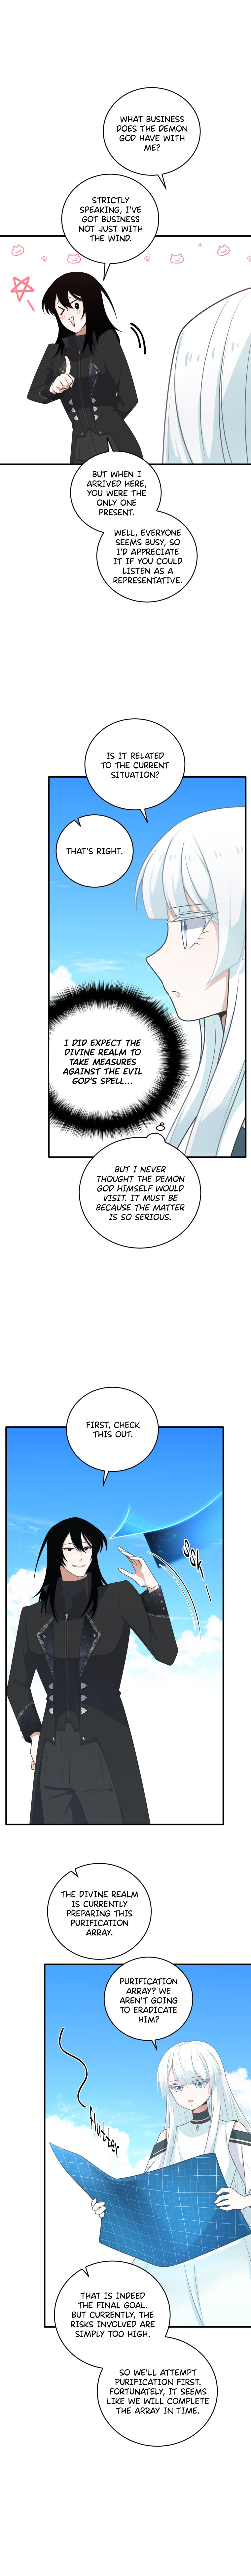 WHAT BUSINESS
DOES THE DEMON
GOD HAVE WITH
ME?
STRICTLY
SPEAKING, I'VE
GOT BUSINESS
NOT JUST WITH
THE WIND.
BUT WHEN I
ARRIVED HERE,
YOU WERE THE
ONLY ONE
PRESENT.
WELL, EVERYONE
SEEMS BUSY, SO
I'D APPRECIATE
IT IF YOU COULD
LISTEN AS A
REPRESENTATIVE.
IS IT RELATED
TO THE CURRENT
SITUATION?
THAT'S RIGHT.
I DID EXPECT THE
DIVINE REALM TO
TAKE MEASURES
AGAINST THE EVIL
GOD'S SPELL...
BUT I NEVER
THOUGHT THE DEMON
GOD HIMSELF WOULD
VISIT. IT MUST BE
BECAUSE THE MATTER
IS SO SERIOUS.
FIRST, CHECK
THIS OUT.
SSK
THE DIVINE REALM
IS CURRENTLY
PREPARING THIS
PURIFICATION
ARRAY.
PURIFICATION
ARRAY? WE
AREN'T GOING
TO ERADICATE
HIM?
flutter
THAT IS INDEED
THE FINAL GOAL.
BUT CURRENTLY, THE
RISKS INVOLVED ARE
SIMPLY TOO HIGH.
SO WE'LL ATTEMPT
PURIFICATION FIRST.
FORTUNATELY, IT SEEMS
LIKE WE WILL COMPLETE
THE ARRAY IN TIME.